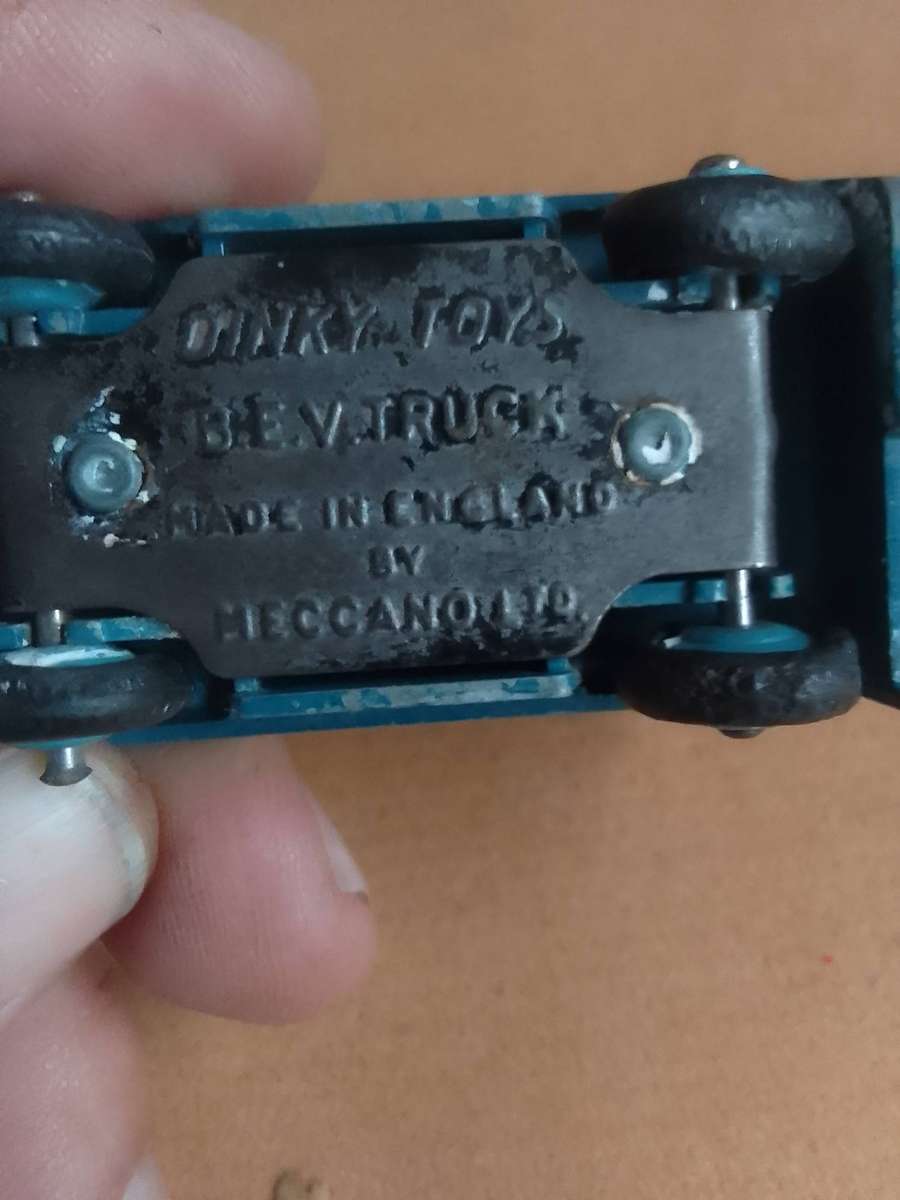 DINKY TOYS
B.E.V. TRUCK
MADE IN ENGLAND
BY
MECCANO LTD.